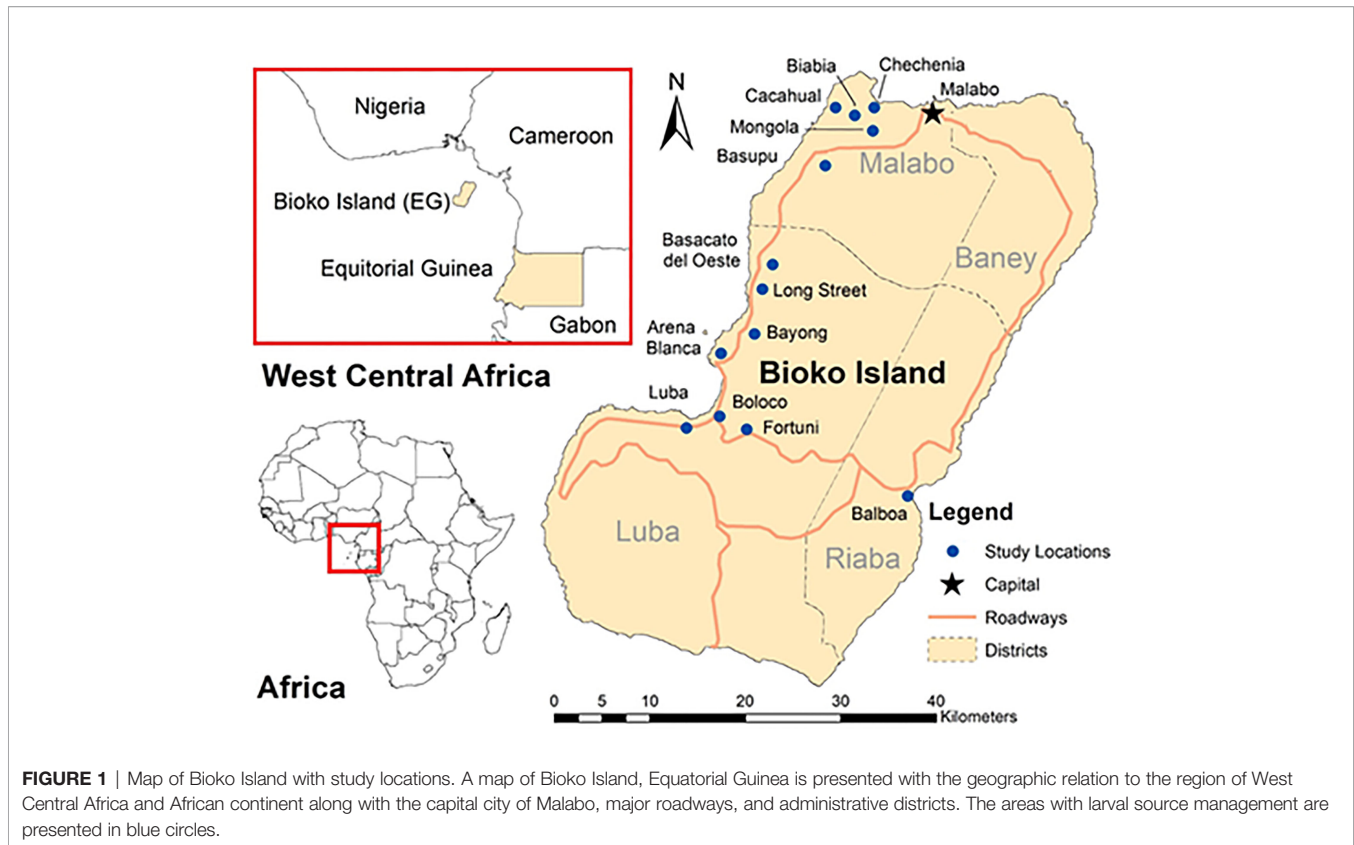 Nigeria
Cameroon
Bioko Island (EG)
Equitorial Guinea
Gabon
West Central Africa
Africa
N
Biabia
Chechenia
Cacahual
Malabo
Mongola
Basupu
Malabo
Basacato
del Oeste
Baney
Long Street
Arena
Blanca
Bayong
Bioko Island
Luba
Boloco
Fortuni
Balboa
Luba
Riaba
Legend
Study Locations
Capital
Roadways
Districts
0 5 10 20 30 40
Kilometers
FIGURE 1 | Map of Bioko Island with study locations. A map of Bioko Island, Equatorial Guinea is presented with the geographic relation to the region of West
Central Africa and African continent along with the capital city of Malabo, major roadways, and administrative districts. The areas with larval source management are
presented in blue circles.